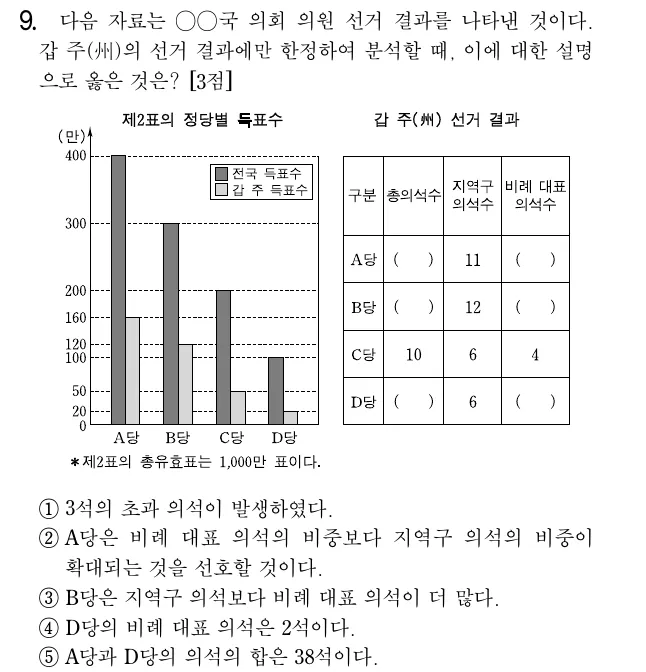 9. 다음 자료는 ○○국 의회 의원 선거 결과를 나타낸 것이다.
갑 주(州)의 선거 결과에만 한정하여 분석할 때, 이에 대한 설명
으로 옳은 것은? [3점]
제2표의 정당별 득표수
(만)
400
300
200
160
120
100
50
20
0
전국 득표수
갑 주 득표수
A당 B당 C당 D당
*제2표의 총유효표는 1,000만 표이다.
갑 주(州) 선거 결과
구분 총의석수 지역구 의석수 비례 대표 의석수
A당 ( ) 11 ( )
B당 ( ) 12 ( )
C당 10 6 4
D당 ( ) 6 ( )
① 3석의 초과 의석이 발생하였다.
② A당은 비례 대표 의석의 비중보다 지역구 의석의 비중이
확대되는 것을 선호할 것이다.
③ B당은 지역구 의석보다 비례 대표 의석이 더 많다.
④ D당의 비례 대표 의석은 2석이다.
⑤ A당과 D당의 의석의 합은 38석이다.